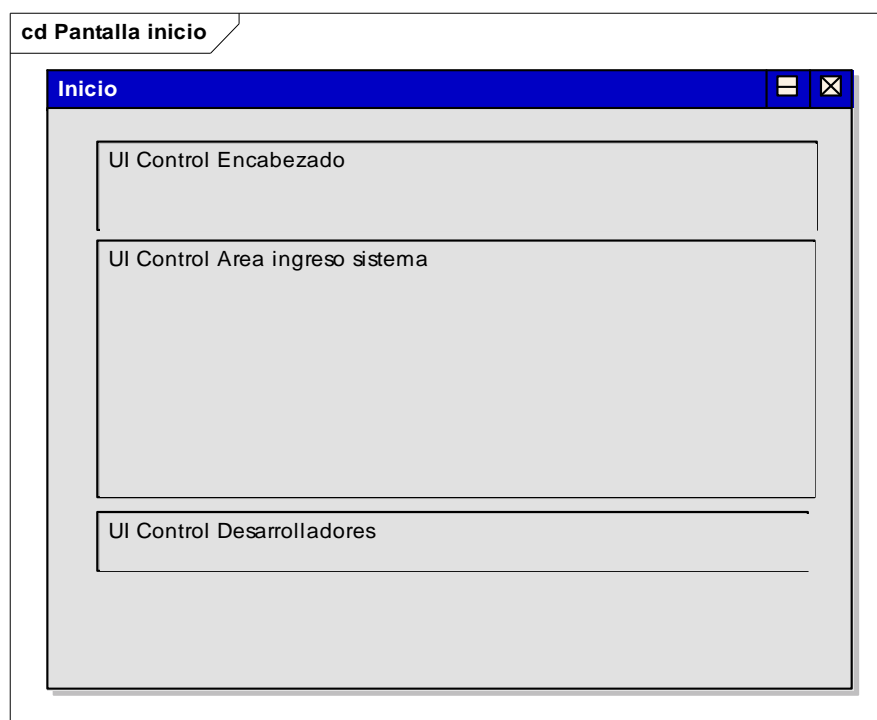 cd Pantalla inicio
Inicio
UI Control Encabezado
UI Control Area ingreso sistema
UI Control Desarrolladores